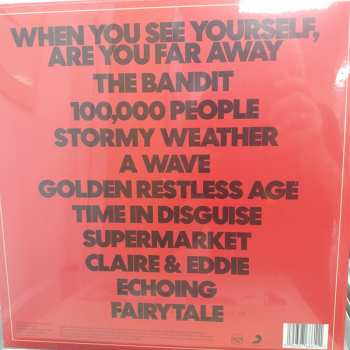 WHEN YOU SEE YOURSELF,
ARE YOU FAR AWAY
THE BANDIT
100,000 PEOPLE
STORMY WEATHER
A WAVE
GOLDEN RESTLESS AGE
TIME IN DISGUISE
SUPERMARKET
CLAIRE & EDDIE
ECHOING
FAIRYTALE